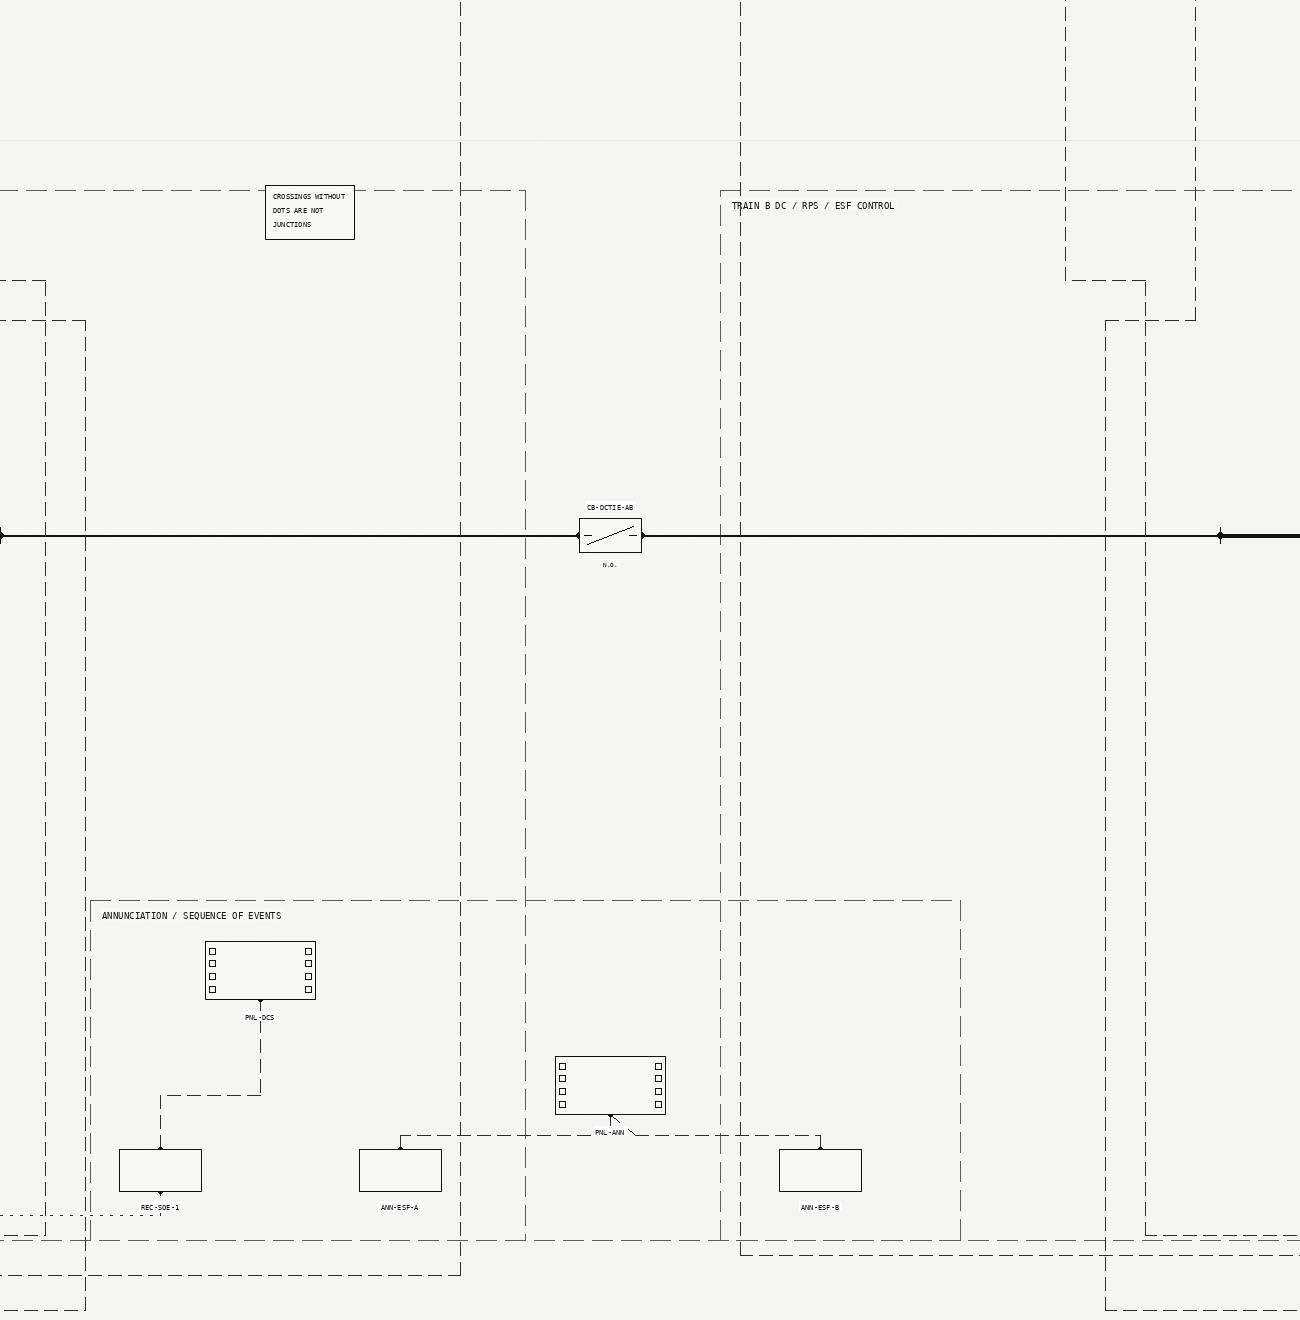 CROSSINGS WITHOUT
DOTS ARE NOT
JUNCTIONS
TRAIN B DC / RPS / ESF CONTROL
CB-DCTIE-AB
N.O.
ANNUNCIATION / SEQUENCE OF EVENTS
PNL-DCS
PNL-ANN
REC-SOE-1
ANN-ESF-A
ANN-ESF-B